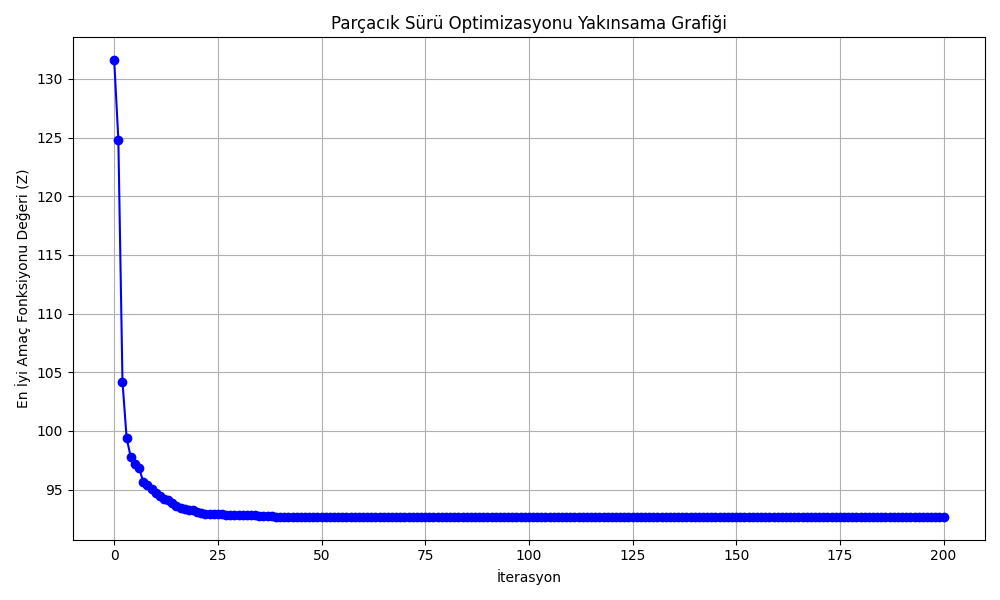 Parçacık Sürü Optimizasyonu Yakınsama Grafiği
En İyi Amaç Fonksiyonu Değeri (Z)
130
125
120
115
110
105
100
95
0 25 50 75 100 125 150 175 200
İterasyon